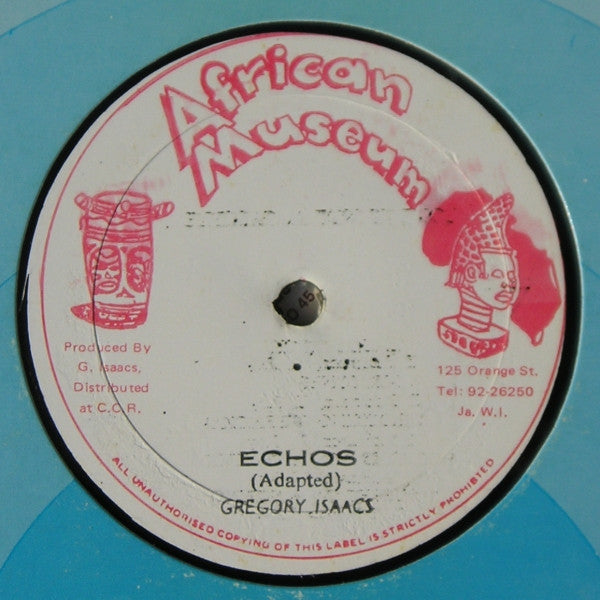 African
Museum
Produced By
G. Isaacs,
Distributed
at C.C.R.
125 Orange St.
Tel: 92-26250
Ja. W.I.
ECHOS
(Adapted)
GREGORY ISAACS
ALL UNAUTHORISED COPYING OF THIS LABEL IS STRICTLY PROHIBITED
45